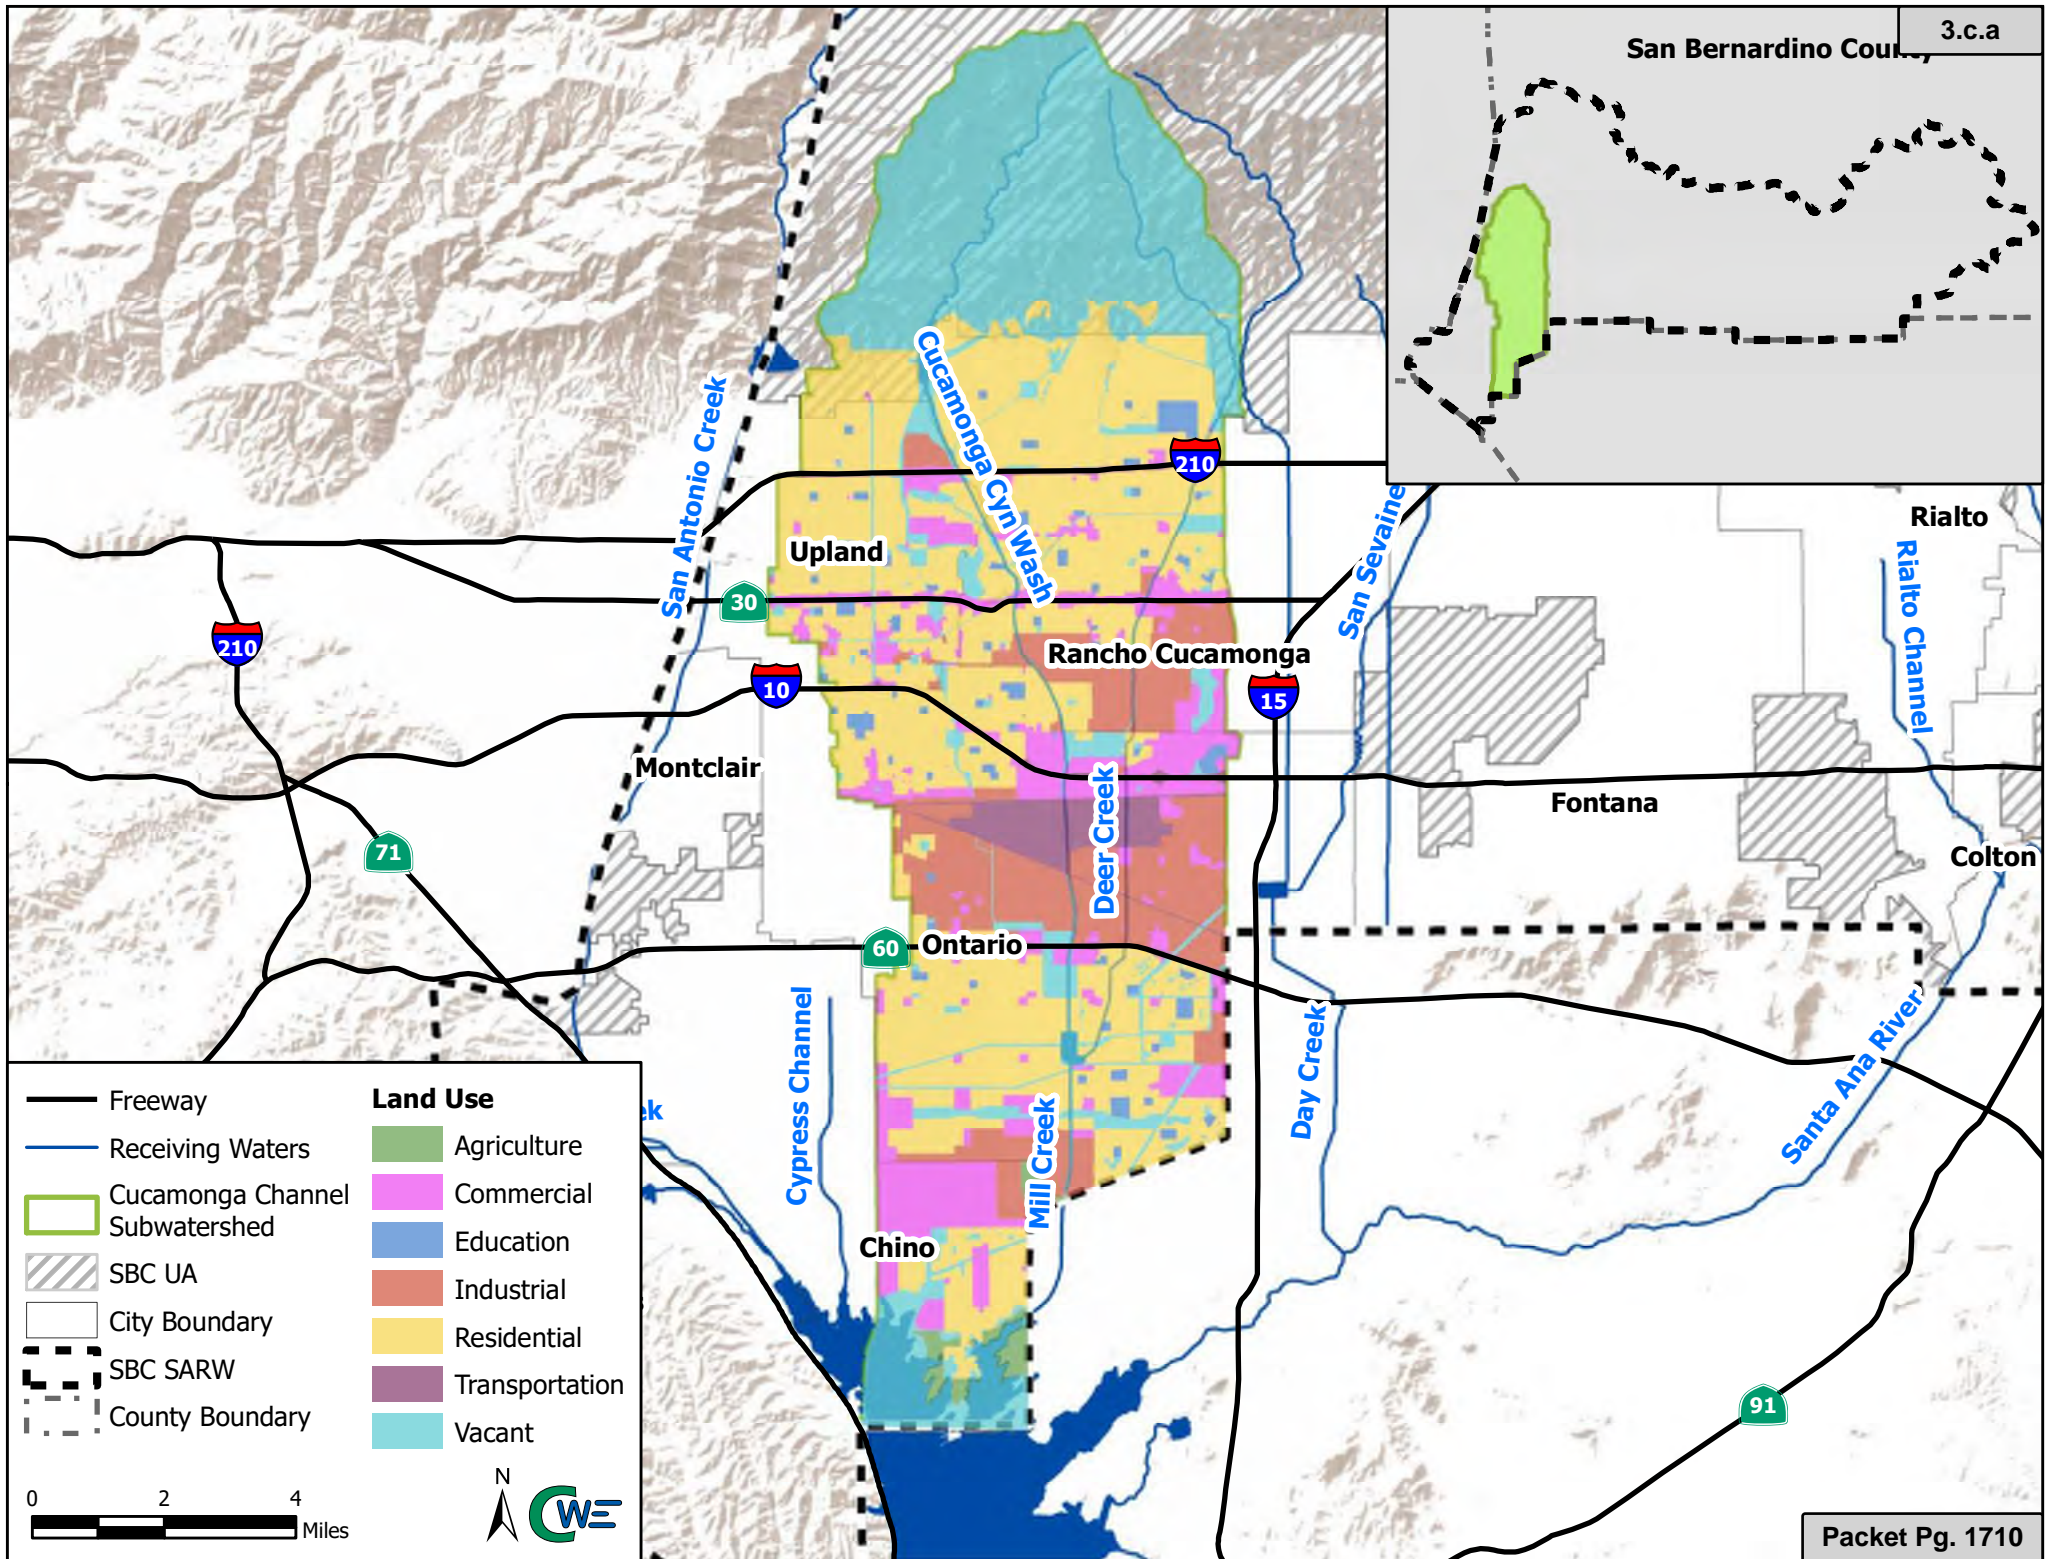 3.c.a
San Bernardino County
Cucamonga Cyn Wash
San Antonio Creek
210
San Sevaine
Rialto
Rialto Channel
Upland
30
210
Rancho Cucamonga
10
15
Montclair
Deer Creek
Fontana
71
Colton
60
Ontario
Cypress Channel
Day Creek
Santa Ana River
Mill Creek
Chino
91
Freeway
Receiving Waters
Cucamonga Channel
Subwatershed
SBC UA
City Boundary
SBC SARW
County Boundary
Land Use
Agriculture
Commercial
Education
Industrial
Residential
Transportation
Vacant
ek
0 2 4
Miles
N
CWE
Packet Pg. 1710